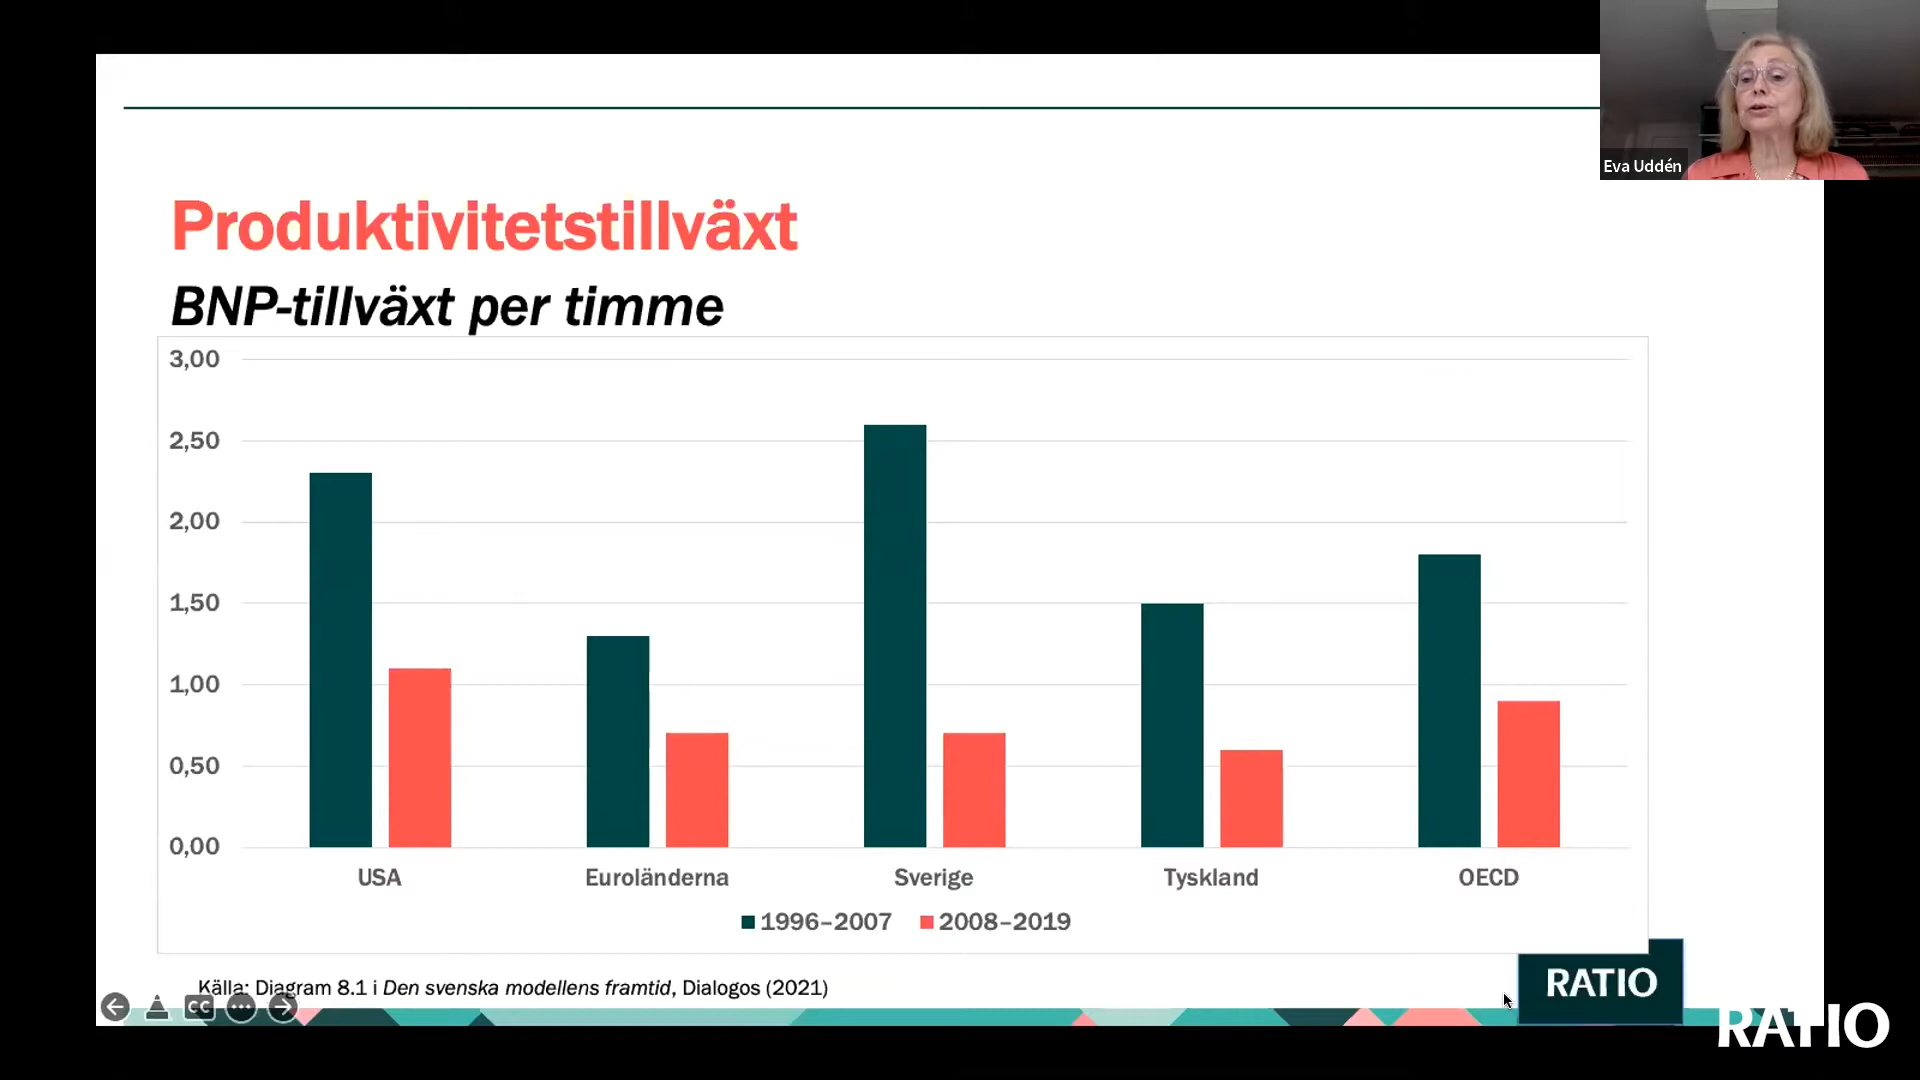 Eva Uddén
Produktivitetstillväxt
BNP-tillväxt per timme
3,00
2,50
2,00
1,50
1,00
0,50
0,00
USA Euroländerna Sverige Tyskland OECD
1996–2007 2008–2019
Källa: Diagram 8.1 i Den svenska modellens framtid, Dialogos (2021)
CC
RATIO
RATIO